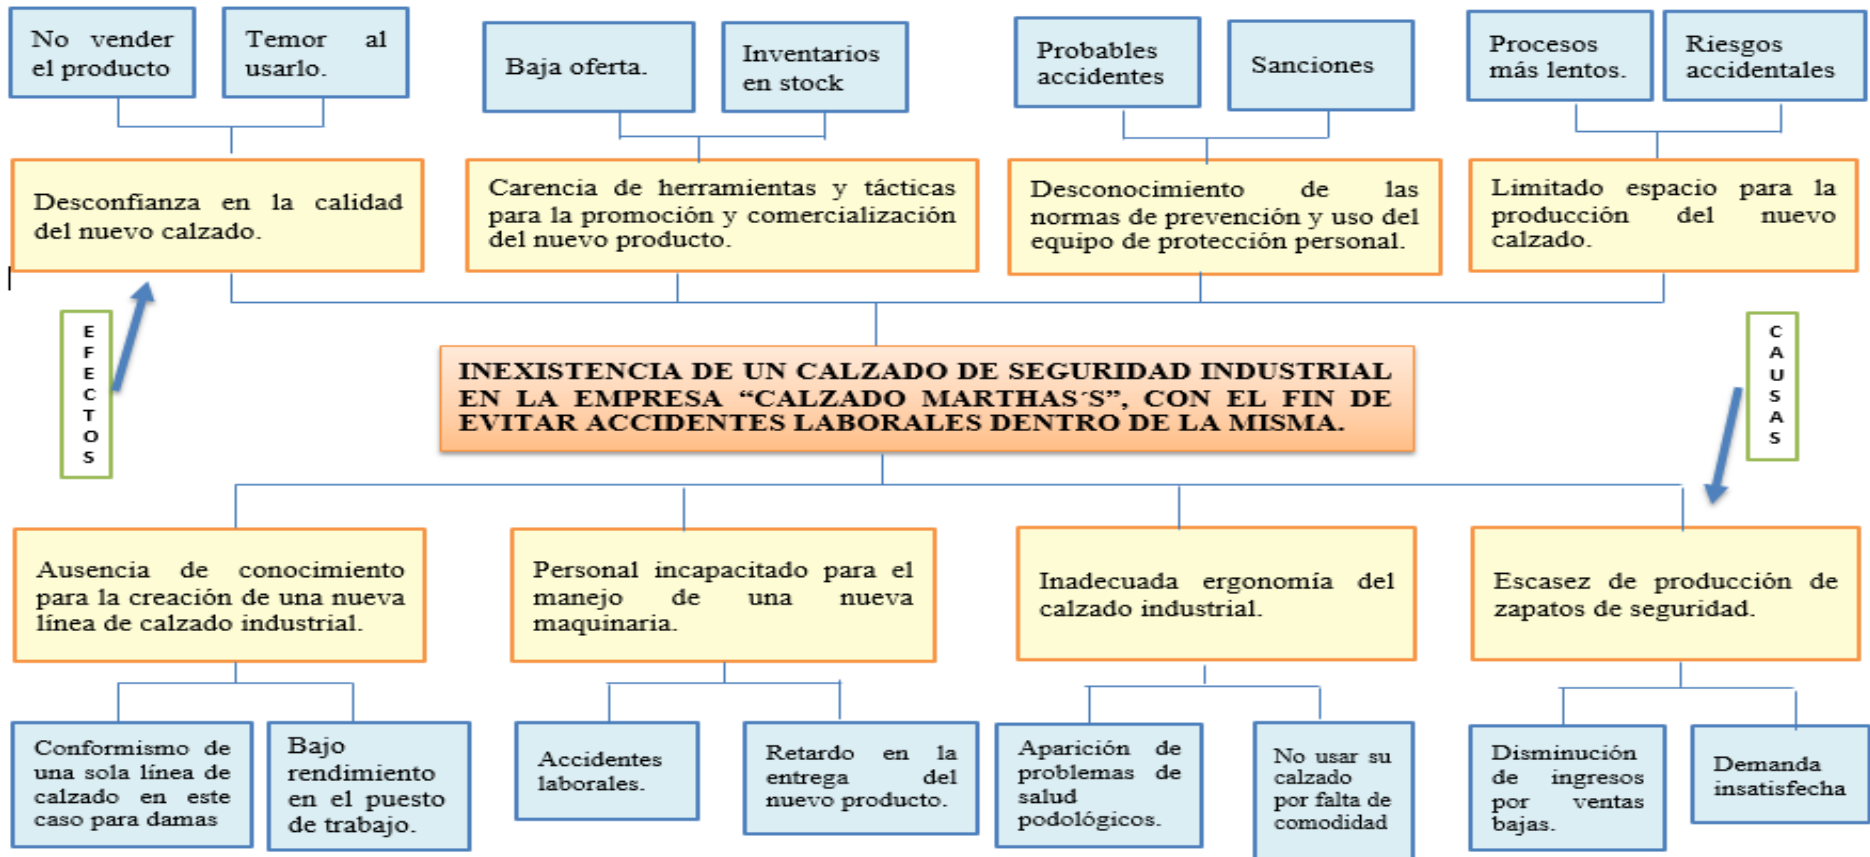 No vender
el producto
Temor al
usarlo.
Baja oferta.
Inventarios
en stock
Probables
accidentes
Sanciones
Procesos
más lentos.
Riesgos
accidentales
Desconfianza en la calidad
del nuevo calzado.
Carencia de herramientas y tácticas
para la promoción y comercialización
del nuevo producto.
Desconocimiento de las
normas de prevención y uso del
equipo de protección personal.
Limitado espacio para la
producción del nuevo
calzado.
EFECTOS
CAUSAS
INEXISTENCIA DE UN CALZADO DE SEGURIDAD INDUSTRIAL
EN LA EMPRESA “CALZADO MARTHAS´S”, CON EL FIN DE
EVITAR ACCIDENTES LABORALES DENTRO DE LA MISMA.
Ausencia de conocimiento
para la creación de una nueva
línea de calzado industrial.
Personal incapacitado para el
manejo de una nueva
maquinaria.
Inadecuada ergonomía del
calzado industrial.
Escasez de producción de
zapatos de seguridad.
Conformismo de
una sola línea de
calzado en este
caso para damas
Bajo
rendimiento
en el puesto
de trabajo.
Accidentes
laborales.
Retardo en la
entrega del
nuevo producto.
Aparición de
problemas de
salud
podológicos.
No usar su
calzado
por falta de
comodidad
Disminución
de ingresos
por ventas
bajas.
Demanda
insatisfecha